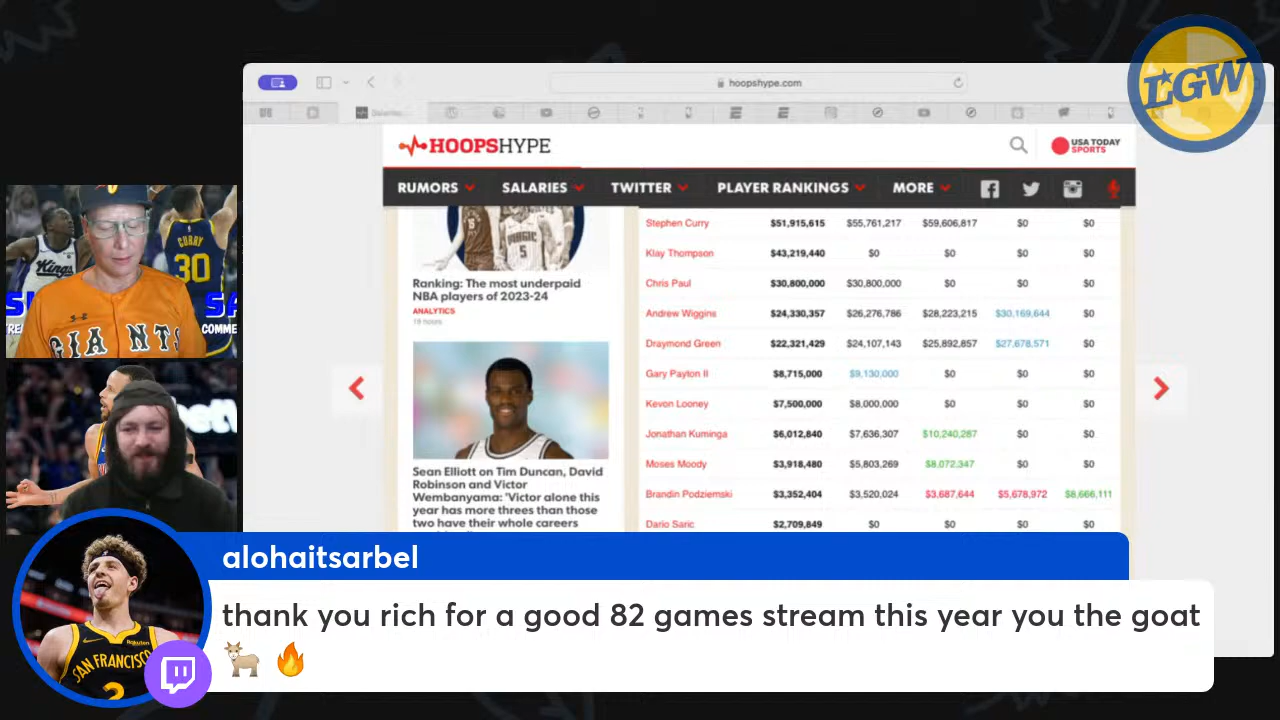 hoopshype.com
LGW
HOOPSHYPE
USA TODAY
SPORTS
RUMORS SALARIES TWITTER PLAYER RANKINGS MORE
Ranking: The most underpaid
NBA players of 2023-24
ANALYTICS
19 hours
Sean Elliott on Tim Duncan, David
Robinson and Victor
Wembanyama: 'Victor alone this
year has more threes than those
two have their whole careers
Stephen Curry $51,915,615 $55,761,217 $59,606,817 $0 $0
Klay Thompson $43,219,440 $0 $0 $0 $0
Chris Paul $30,800,000 $30,800,000 $0 $0 $0
Andrew Wiggins $24,330,357 $26,276,786 $28,223,215 $30,169,644 $0
Draymond Green $22,321,429 $24,107,143 $25,892,857 $27,678,571 $0
Gary Payton II $8,715,000 $9,130,000 $0 $0 $0
Kevon Looney $7,500,000 $8,000,000 $0 $0 $0
Jonathan Kuminga $6,012,840 $7,636,307 $10,240,287 $0 $0
Moses Moody $3,918,480 $5,803,269 $8,072,347 $0 $0
Brandin Podziemski $3,352,404 $3,520,024 $3,687,644 $5,678,972 $8,666,111
Dario Saric $2,709,849 $0 $0 $0 $0
Kings
CURRY
30
GIANTS
COMME
alohaitsarbel
thank you rich for a good 82 games stream this year you the goat
🐐 🔥
Rakuten
SAN FRANCISCO
2